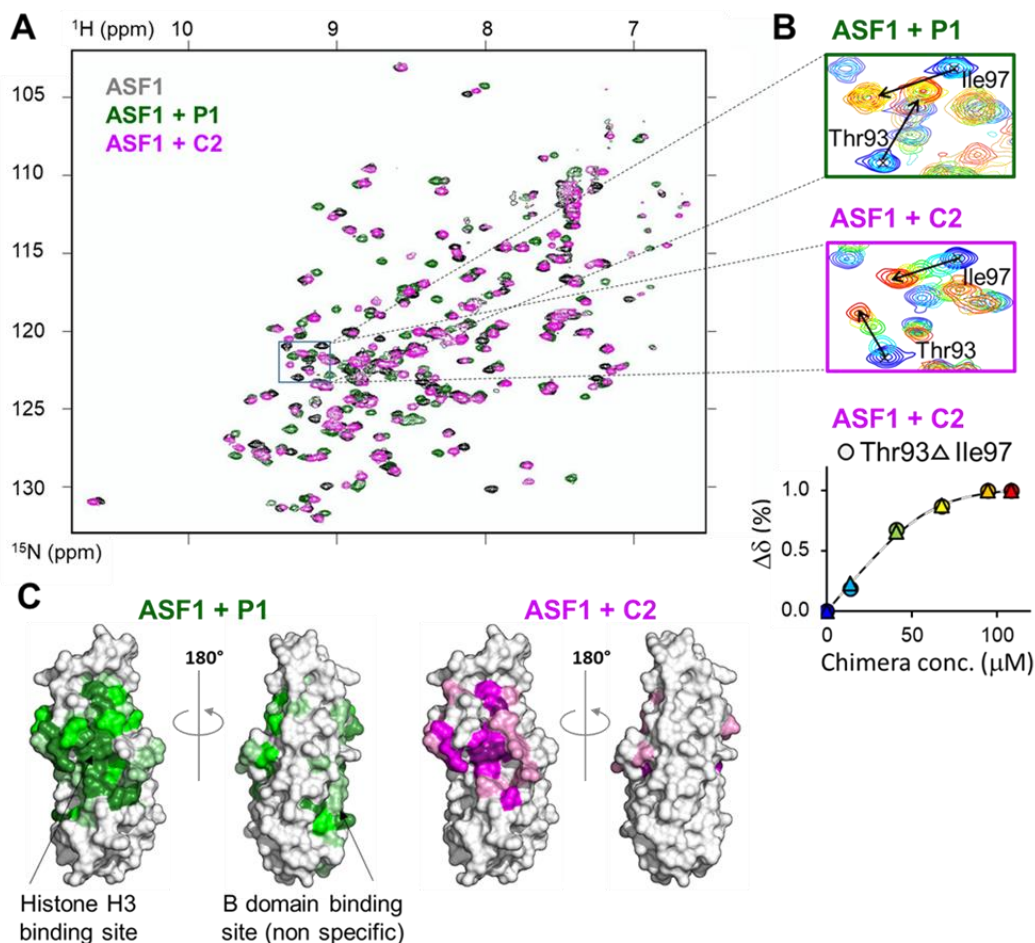 A
¹H (ppm)
10
9
8
7
ASF1
ASF1 + P1
ASF1 + C2
105
110
115
120
125
130
¹⁵N (ppm)
B
ASF1 + P1
Ile97
Thr93
ASF1 + C2
Ile97
Thr93
ASF1 + C2
Thr93 Ile97
1.0
0.5
0.0
Δδ (%)
0
50
100
Chimera conc. (μM)
C
ASF1 + P1
180°
Histone H3
binding site
B domain binding
site (non specific)
ASF1 + C2
180°